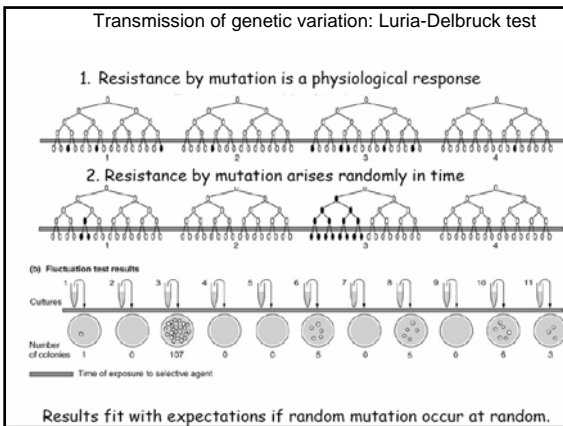 Transmission of genetic variation: Luria-Delbruck test
1. Resistance by mutation is a physiological response
1 2 3 4
2. Resistance by mutation arises randomly in time
1 2 3 4
(b) Fluctuation test results
1 2 3 4 5 6 7 8 9 10 11
Cultures
Number
of colonies 1 0 107 0 0 5 0 5 0 6 3
Time of exposure to selective agent
Results fit with expectations if random mutation occur at random.